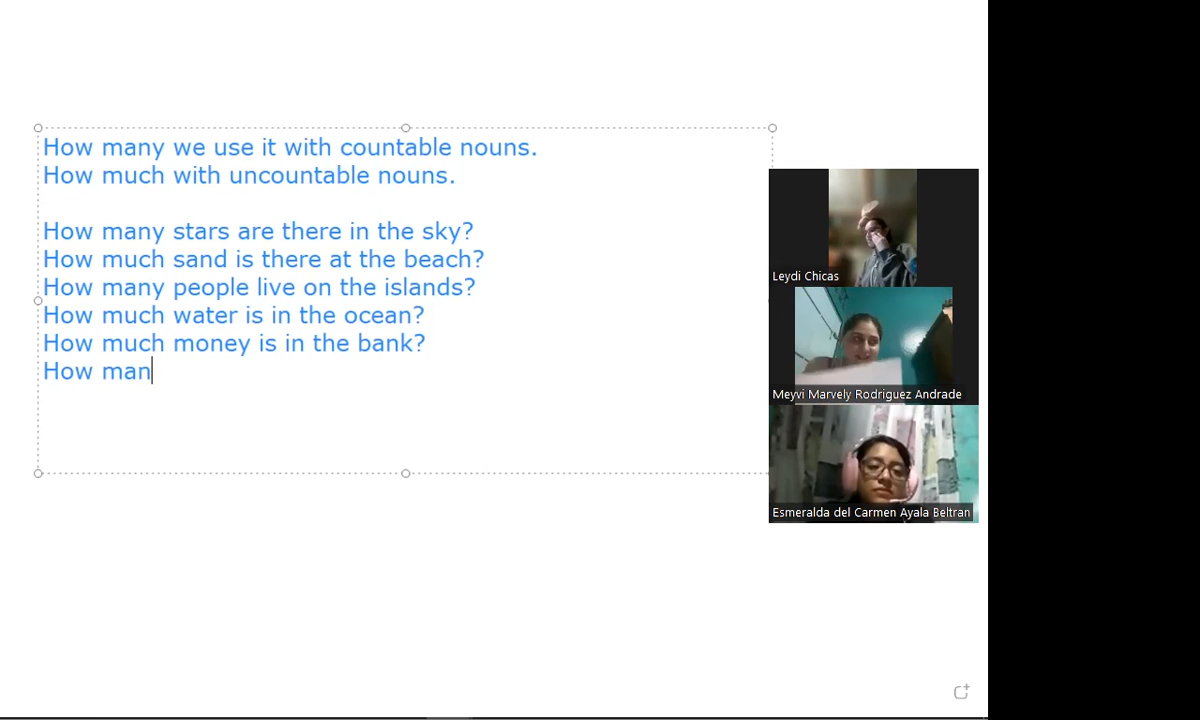 How many we use it with countable nouns.
How much with uncountable nouns.
How many stars are there in the sky?
How much sand is there at the beach?
How many people live on the islands?
How much water is in the ocean?
How much money is in the bank?
How man
Leydi Chicas
Meyvi Marvely Rodriguez Andrade
Esmeralda del Carmen Ayala Beltran